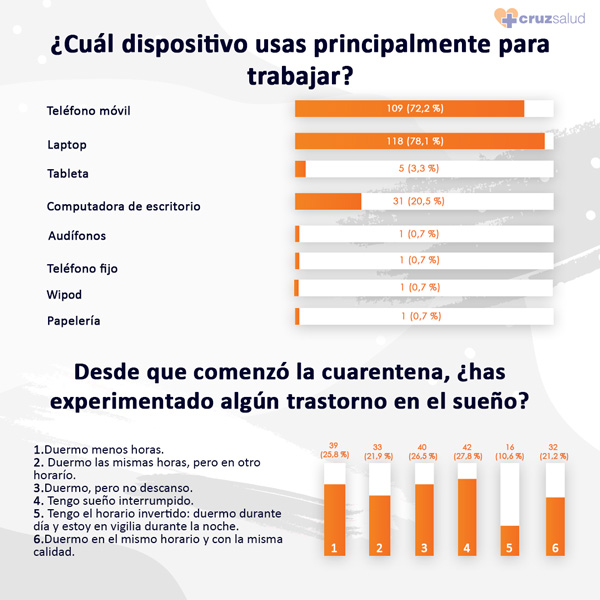 cruzsalud
¿Cuál dispositivo usas principalmente para
trabajar?
Teléfono móvil 109 (72,2 %)
Laptop 118 (78,1 %)
Tableta 5 (3,3 %)
Computadora de escritorio 31 (20,5 %)
Audífonos 1 (0,7 %)
Teléfono fijo 1 (0,7 %)
Wipod 1 (0,7 %)
Papelería 1 (0,7 %)
Desde que comenzó la cuarentena, ¿has
experimentado algún trastorno en el sueño?
1.Duermo menos horas.
2. Duermo las mismas horas, pero en otro
horarío.
3.Duermo, pero no descanso.
4. Tengo sueño interrumpido.
5. Tengo el horario invertido: duermo durante
día y estoy en vigilia durante la noche.
6.Duermo en el mismo horario y con la misma
calidad.
39 33 40 42 16 32
(25,8 %) (21,9 %) (26,5 %) (27,8 %) (10,6 %) (21,2 %)
1 2 3 4 5 6